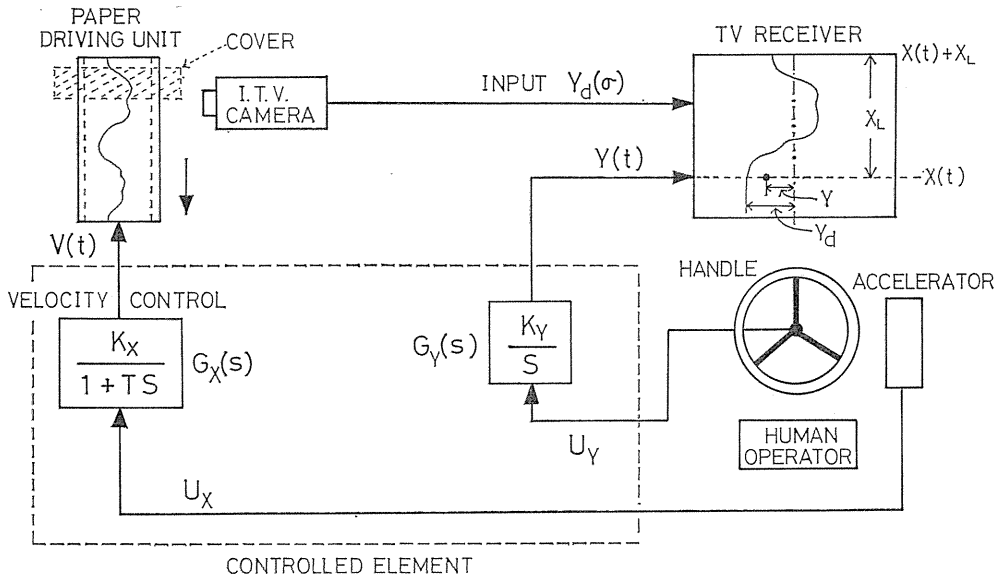 PAPER
DRIVING UNIT
COVER
I.T.V.
CAMERA
INPUT Yd(σ)
TV RECEIVER
X(t)+XL
XL
Y(t)
X(t)
Y
Yd
V(t)
VELOCITY CONTROL
KX
1+TS
GX(s)
GY(s)
KY
S
HANDLE
ACCELERATOR
UY
HUMAN
OPERATOR
UX
CONTROLLED ELEMENT